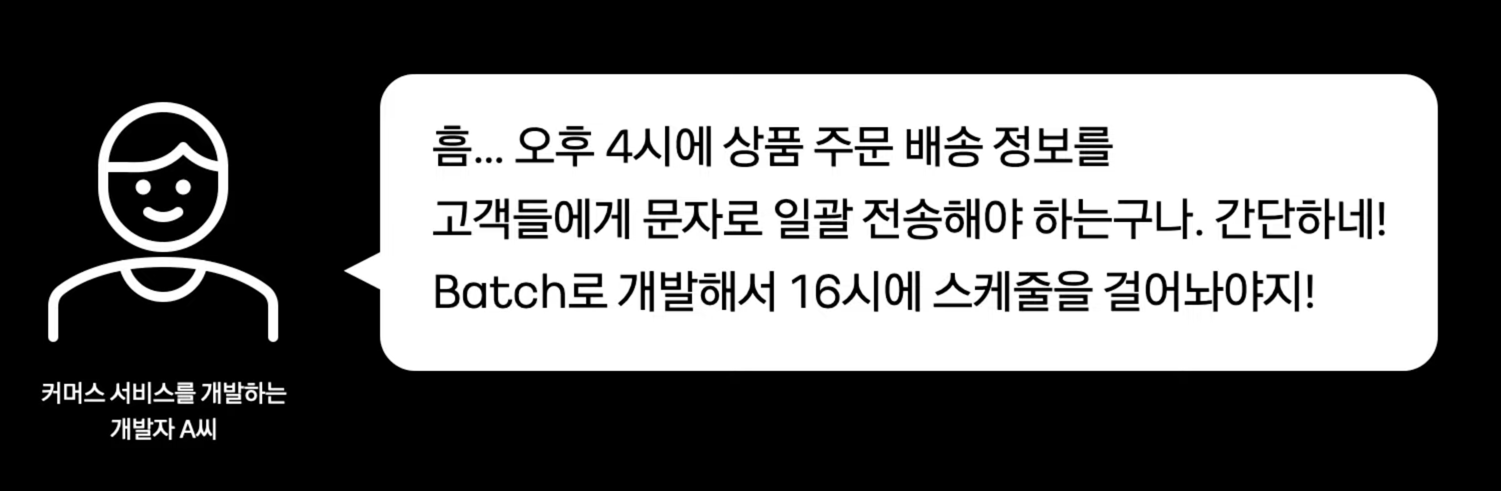 흠... 오후 4시에 상품 주문 배송 정보를
고객들에게 문자로 일괄 전송해야 하는구나. 간단하네!
Batch로 개발해서 16시에 스케줄을 걸어놔야지!
커머스 서비스를 개발하는
개발자 A씨